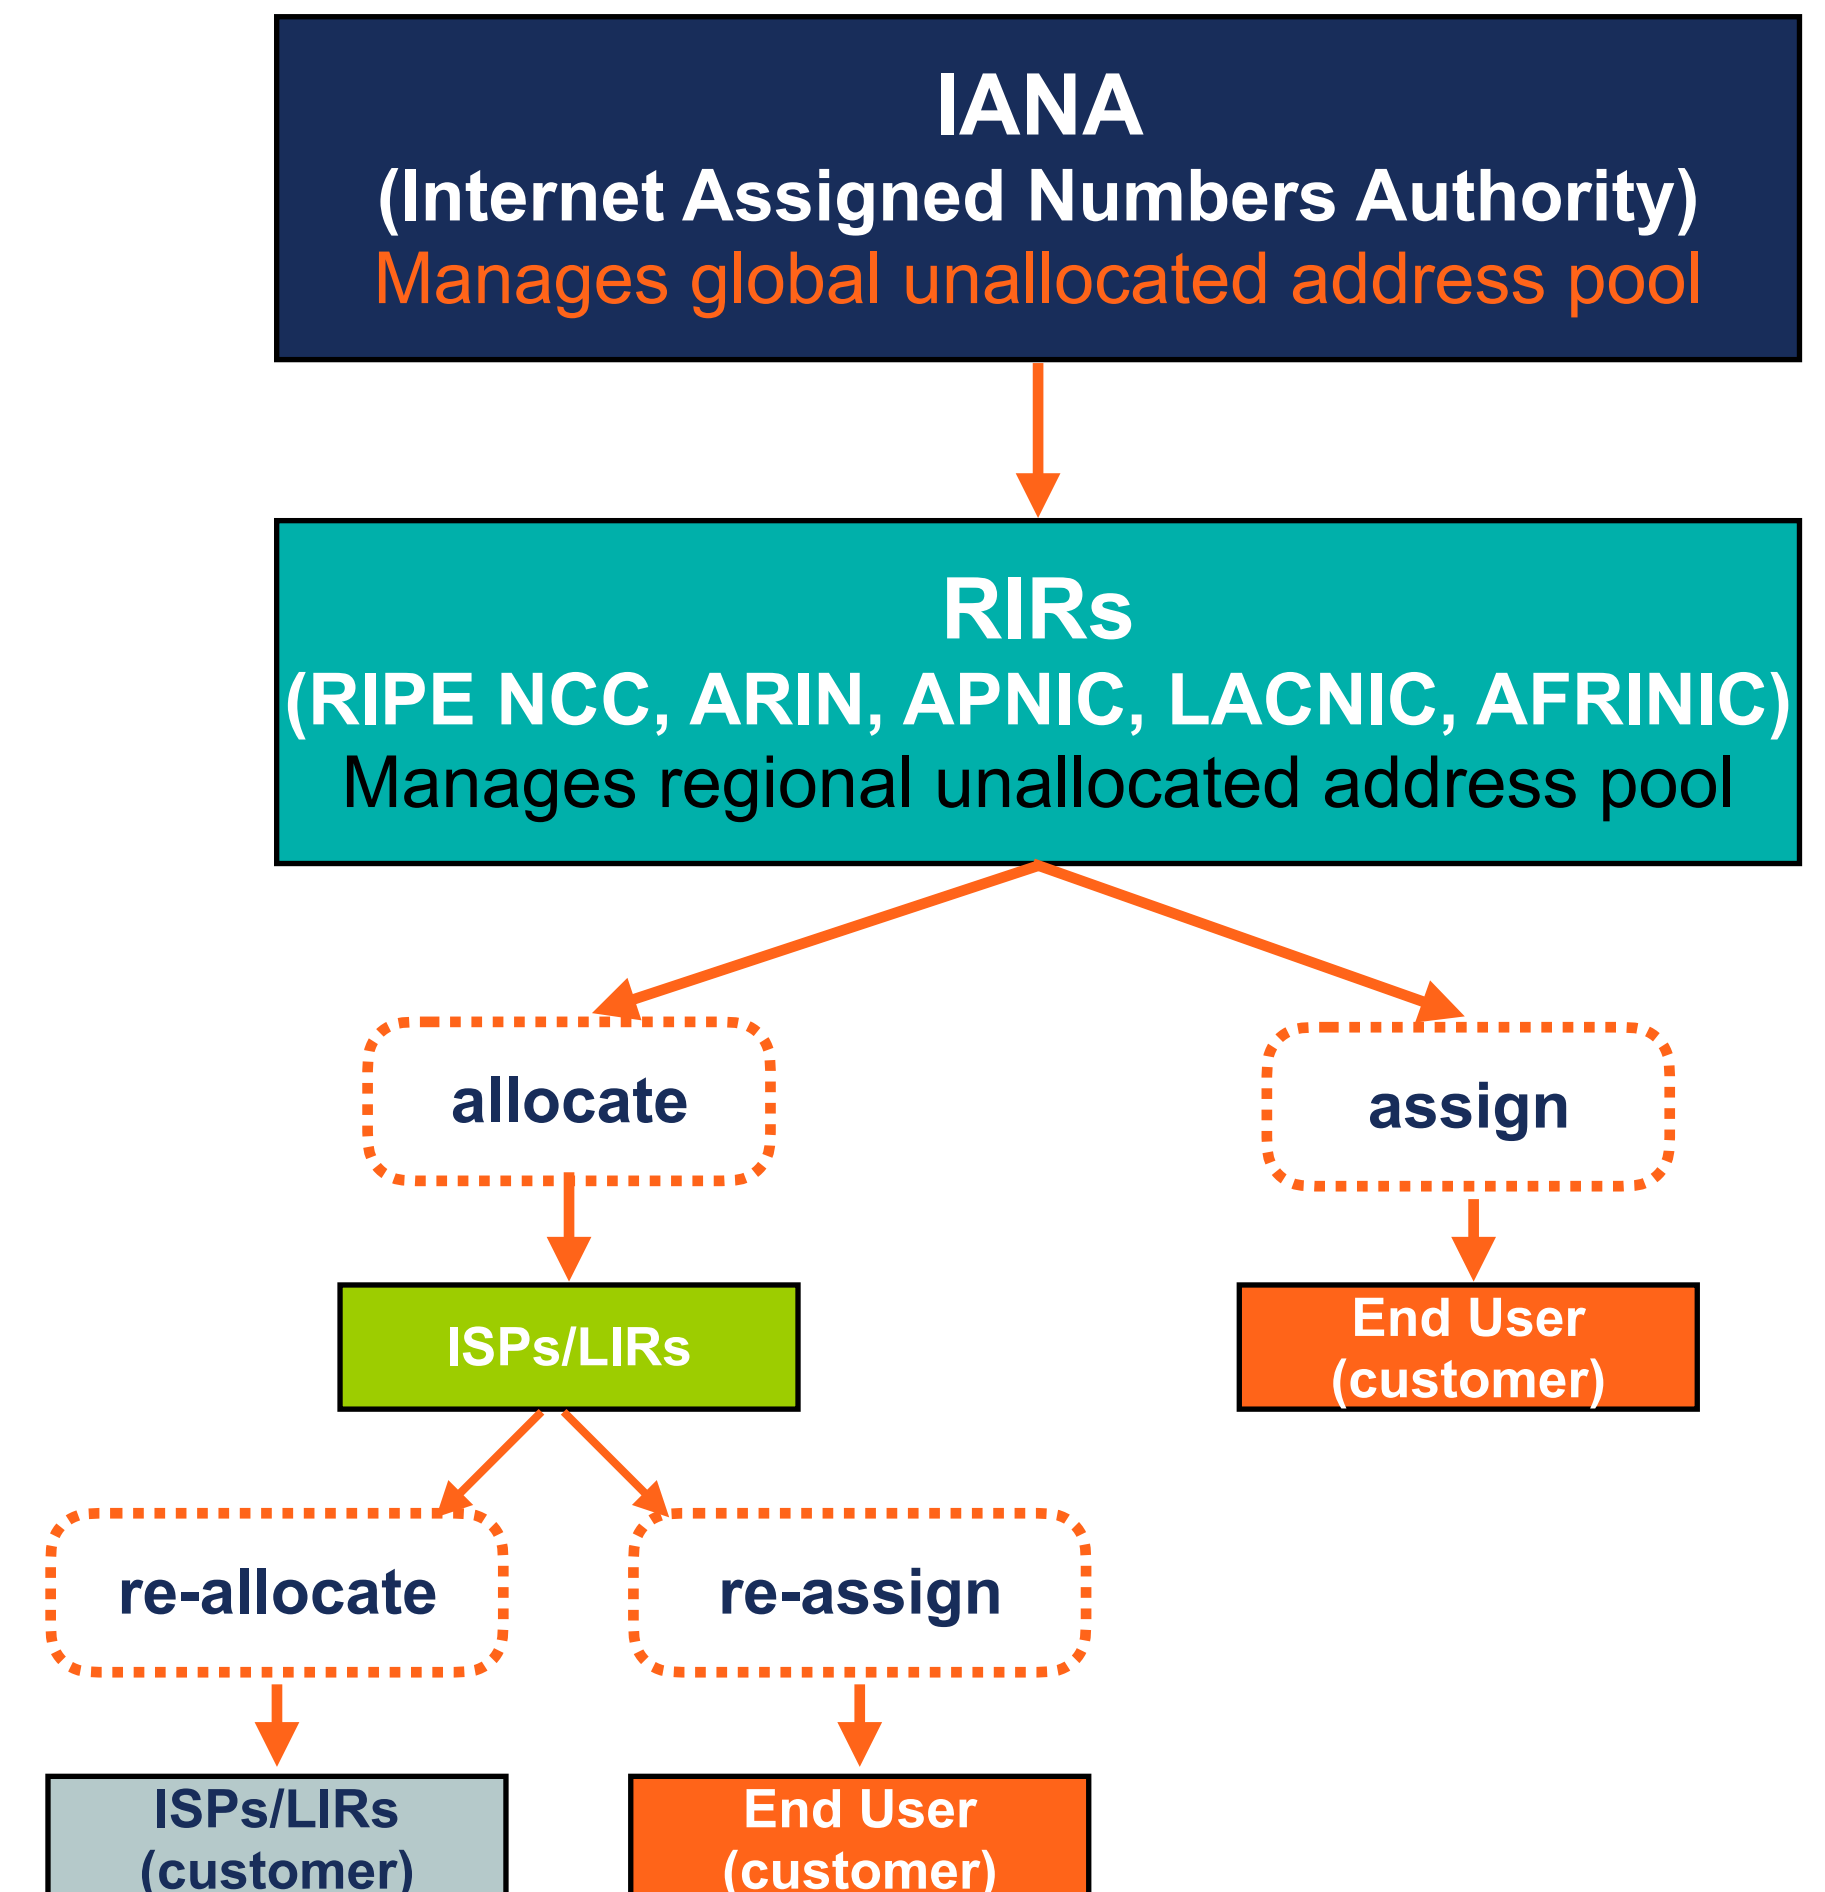 IANA
(Internet Assigned Numbers Authority)
Manages global unallocated address pool
RIRs
(RIPE NCC, ARIN, APNIC, LACNIC, AFRINIC)
Manages regional unallocated address pool
allocate
assign
ISPs/LIRs
End User
(customer)
re-allocate
re-assign
ISPs/LIRs
(customer)
End User
(customer)